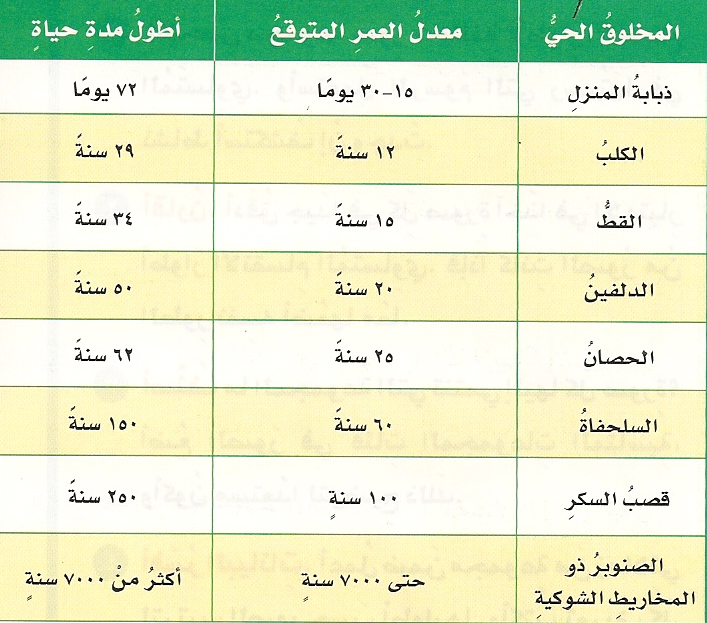 المخلوقُ الحيُّ معدلُ العمرِ المتوقعُ أطولُ مدةِ حياةٍ
ذبابةُ المنزلِ ١٥-٣٠ يومًا ٧٢ يومًا
الكلبُ ١٢ سنةً ٢٩ سنةً
القطُّ ١٥ سنةً ٣٤ سنةً
الدلفينُ ٢٠ سنةً ٥٠ سنةً
الحصانُ ٢٥ سنةً ٦٢ سنةً
السلحفاةُ ٦٠ سنةً ١٥٠ سنةً
قصبُ السكرِ ١٠٠ سنةٍ ٢٥٠ سنةً
الصنوبرُ ذو
المخاريطِ الشوكيةِ حتى ٧٠٠٠ سنةٍ أكثرُ منْ ٧٠٠٠ سنةٍ